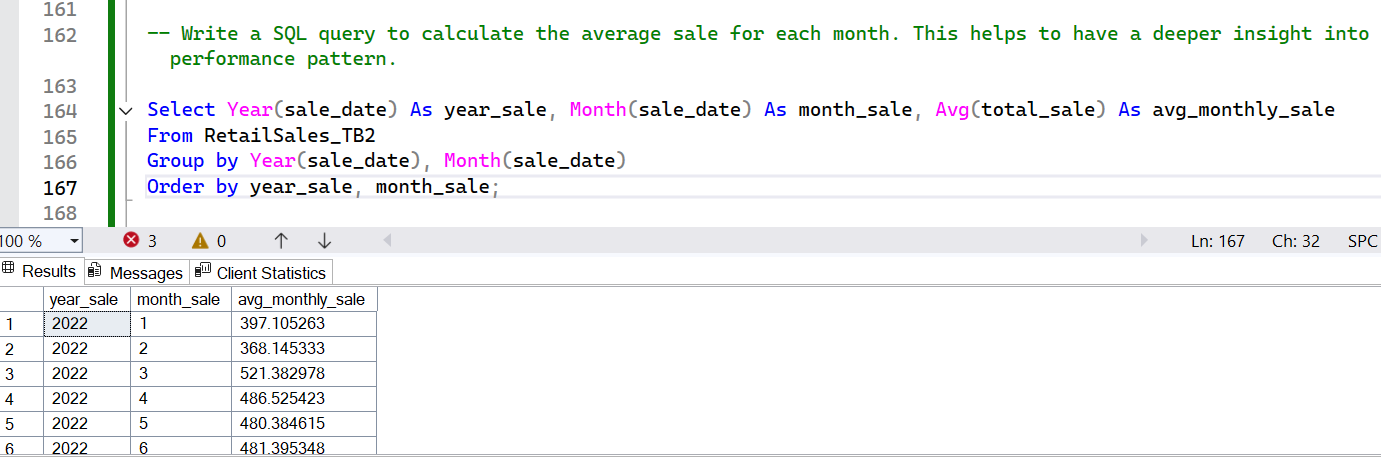 161
162 -- Write a SQL query to calculate the average sale for each month. This helps to have a deeper insight into
performance pattern.
163
164 Select Year(sale_date) As year_sale, Month(sale_date) As month_sale, Avg(total_sale) As avg_monthly_sale
165 From RetailSales_TB2
166 Group by Year(sale_date), Month(sale_date)
167 Order by year_sale, month_sale;
168
100 % 3 0 Ln: 167 Ch: 32 SPC
Results Messages Client Statistics
year_sale month_sale avg_monthly_sale
1 2022 1 397.105263
2 2022 2 368.145333
3 2022 3 521.382978
4 2022 4 486.525423
5 2022 5 480.384615
6 2022 6 481.395348